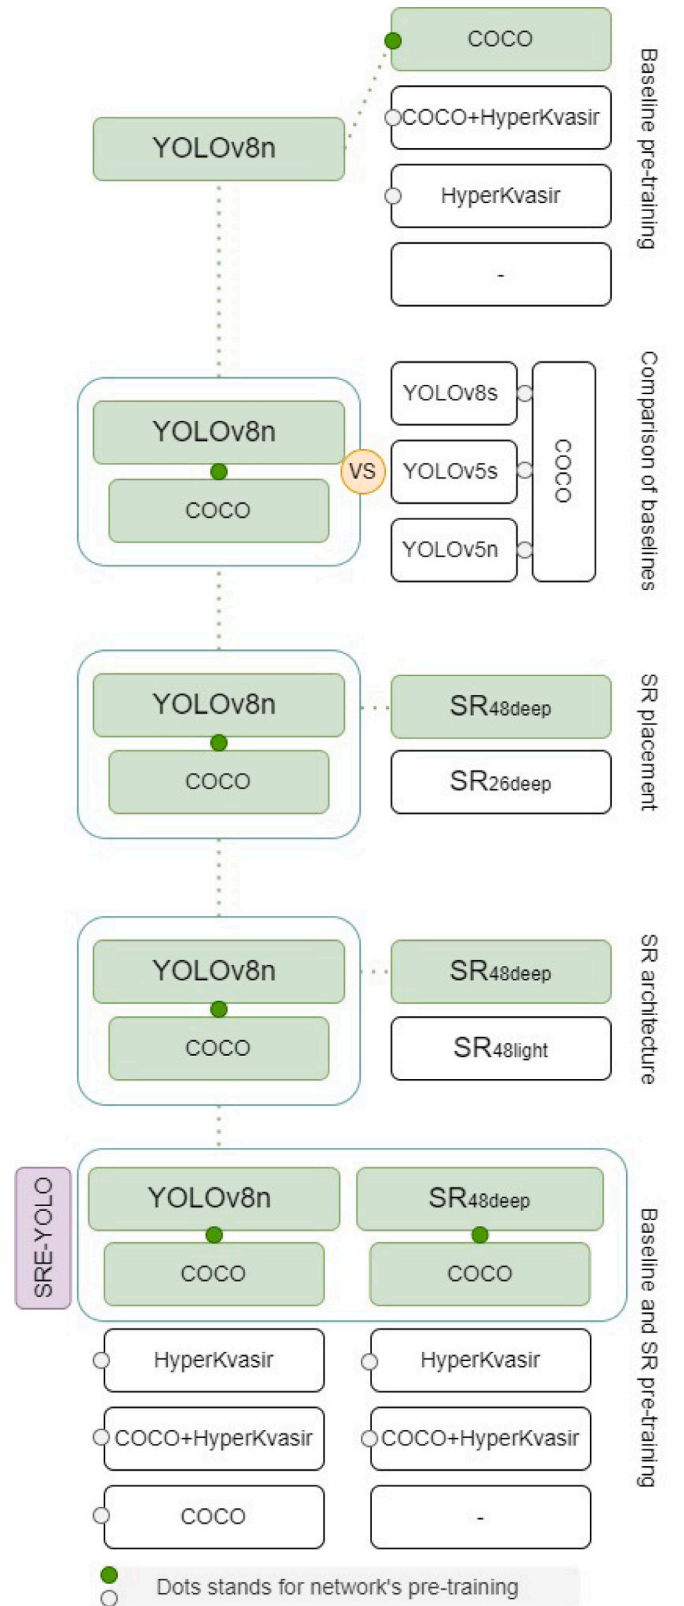 COCO
COCO+HyperKvasir
HyperKvasir
-
YOLOv8n
Baseline pre-training
YOLOv8n
COCO
VS
YOLOv8s
YOLOv5s
YOLOv5n
COCO
Comparison of baselines
YOLOv8n
COCO
SR48deep
SR26deep
SR placement
YOLOv8n
COCO
SR48deep
SR48light
SR architecture
SRE-YOLO
YOLOv8n
SR48deep
COCO
COCO
HyperKvasir
HyperKvasir
COCO+HyperKvasir
COCO+HyperKvasir
COCO
-
Baseline and SR pre-training
Dots stands for network's pre-training